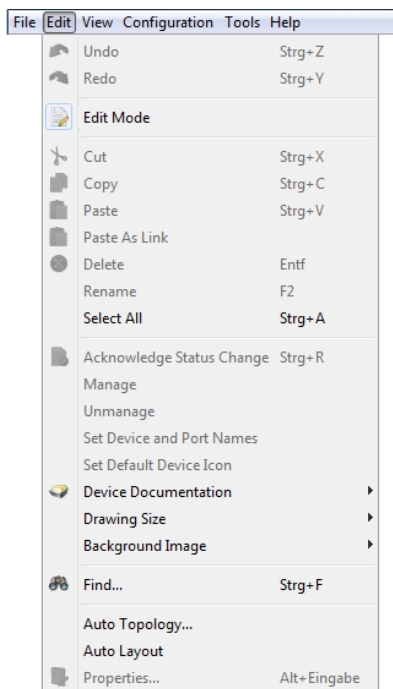 File Edit View Configuration Tools Help
Undo Strg+Z
Redo Strg+Y
Edit Mode
Cut Strg+X
Copy Strg+C
Paste Strg+V
Paste As Link
Delete Entf
Rename F2
Select All Strg+A
Acknowledge Status Change Strg+R
Manage
Unmanage
Set Device and Port Names
Set Default Device Icon
Device Documentation
Drawing Size
Background Image
Find... Strg+F
Auto Topology...
Auto Layout
Properties... Alt+Eingabe